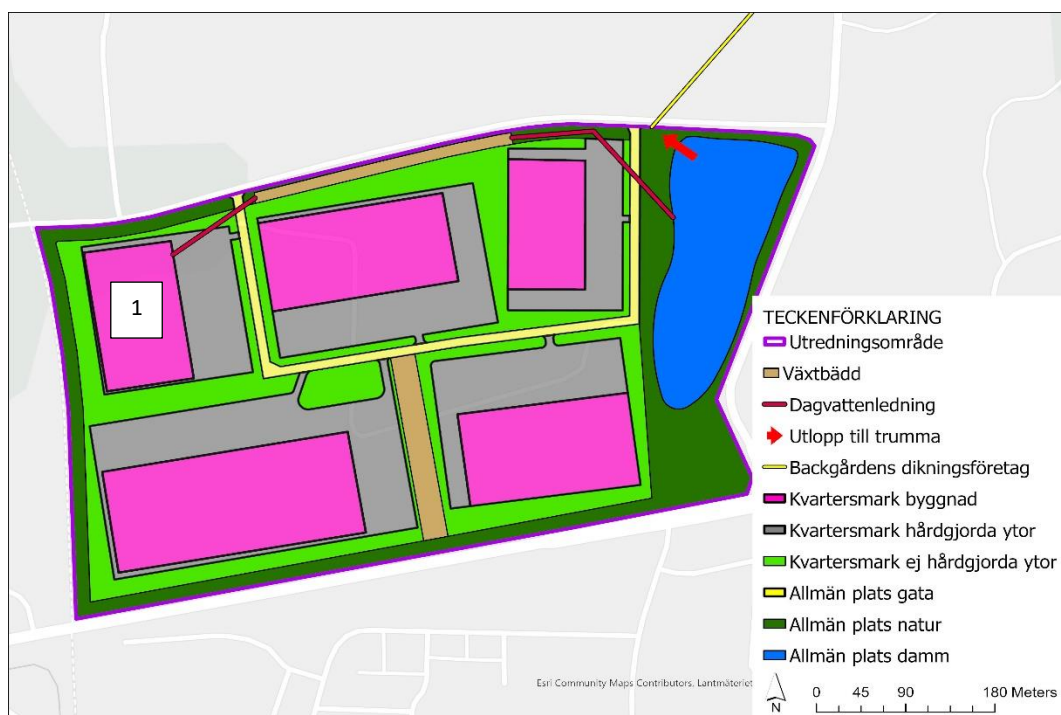 1
TECKENFÖRKLARING
Utredningsområde
Växtbädd
Dagvattenledning
Utlopp till trumma
Backgårdens dikningsföretag
Kvartersmark byggnad
Kvartersmark hårdgjorda ytor
Kvartersmark ej hårdgjorda ytor
Allmän plats gata
Allmän plats natur
Allmän plats damm
Esri Community Maps Contributors, Lantmäteriet
N
0 45 90 180 Meters